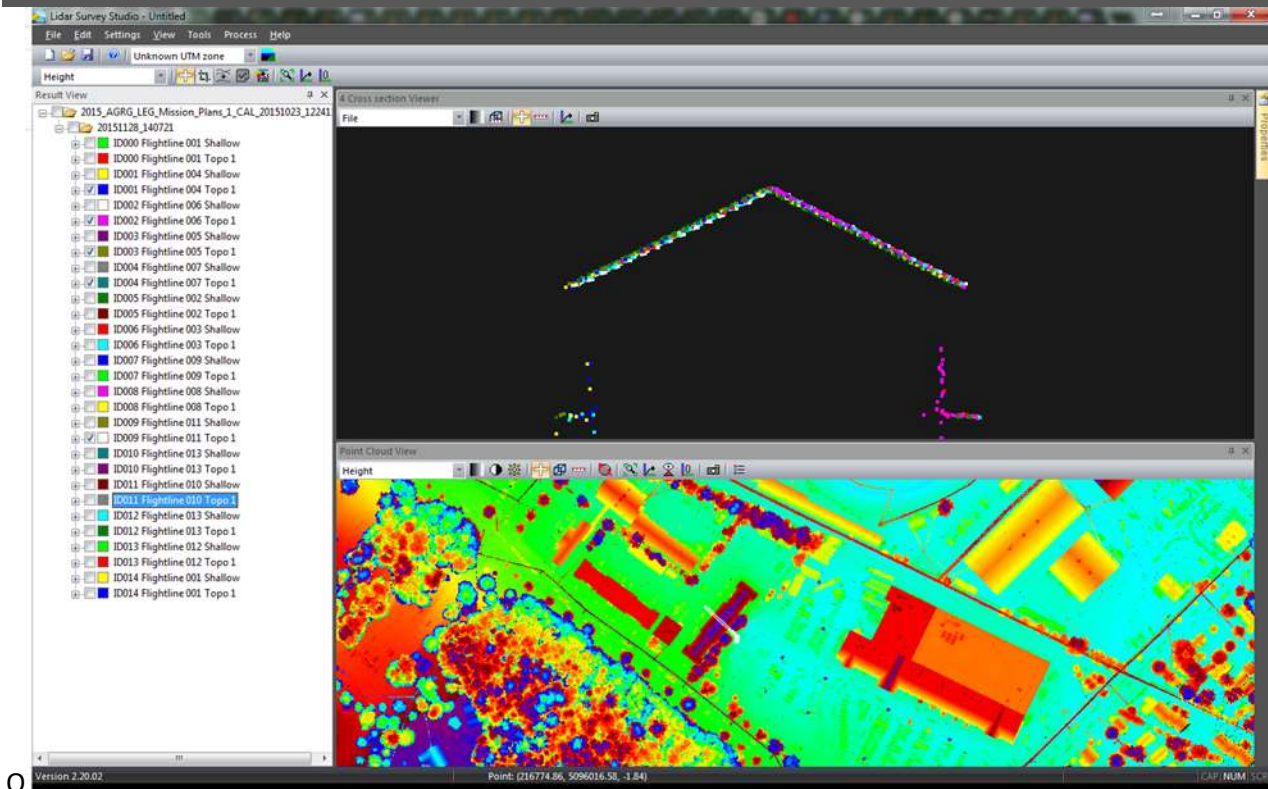 Lidar Survey Studio - Untitled
File Edit Settings View Tools Process Help
Unknown UTM zone
Height
Result View
4 Cross section Viewer
File
Properties
2015_AGRG_LEG_Mission_Plans_1_CAL_20151023_12241
20151128_140721
ID000 Flightline 001 Shallow
ID000 Flightline 001 Topo 1
ID001 Flightline 004 Shallow
ID001 Flightline 004 Topo 1
ID002 Flightline 006 Shallow
ID002 Flightline 006 Topo 1
ID003 Flightline 005 Shallow
ID003 Flightline 005 Topo 1
ID004 Flightline 007 Shallow
ID004 Flightline 007 Topo 1
ID005 Flightline 002 Shallow
ID005 Flightline 002 Topo 1
ID006 Flightline 003 Shallow
ID006 Flightline 003 Topo 1
ID007 Flightline 009 Shallow
ID007 Flightline 009 Topo 1
ID008 Flightline 008 Shallow
ID008 Flightline 008 Topo 1
ID009 Flightline 011 Shallow
ID009 Flightline 011 Topo 1
ID010 Flightline 013 Shallow
ID010 Flightline 013 Topo 1
ID011 Flightline 010 Shallow
ID011 Flightline 010 Topo 1
ID012 Flightline 013 Shallow
ID012 Flightline 013 Topo 1
ID013 Flightline 012 Shallow
ID013 Flightline 012 Topo 1
ID014 Flightline 001 Shallow
ID014 Flightline 001 Topo 1
Point Cloud View
Height
o
Version 2.20.02
Point: (216774.86, 5096016.58, -1.84)
CAP NUM SCR